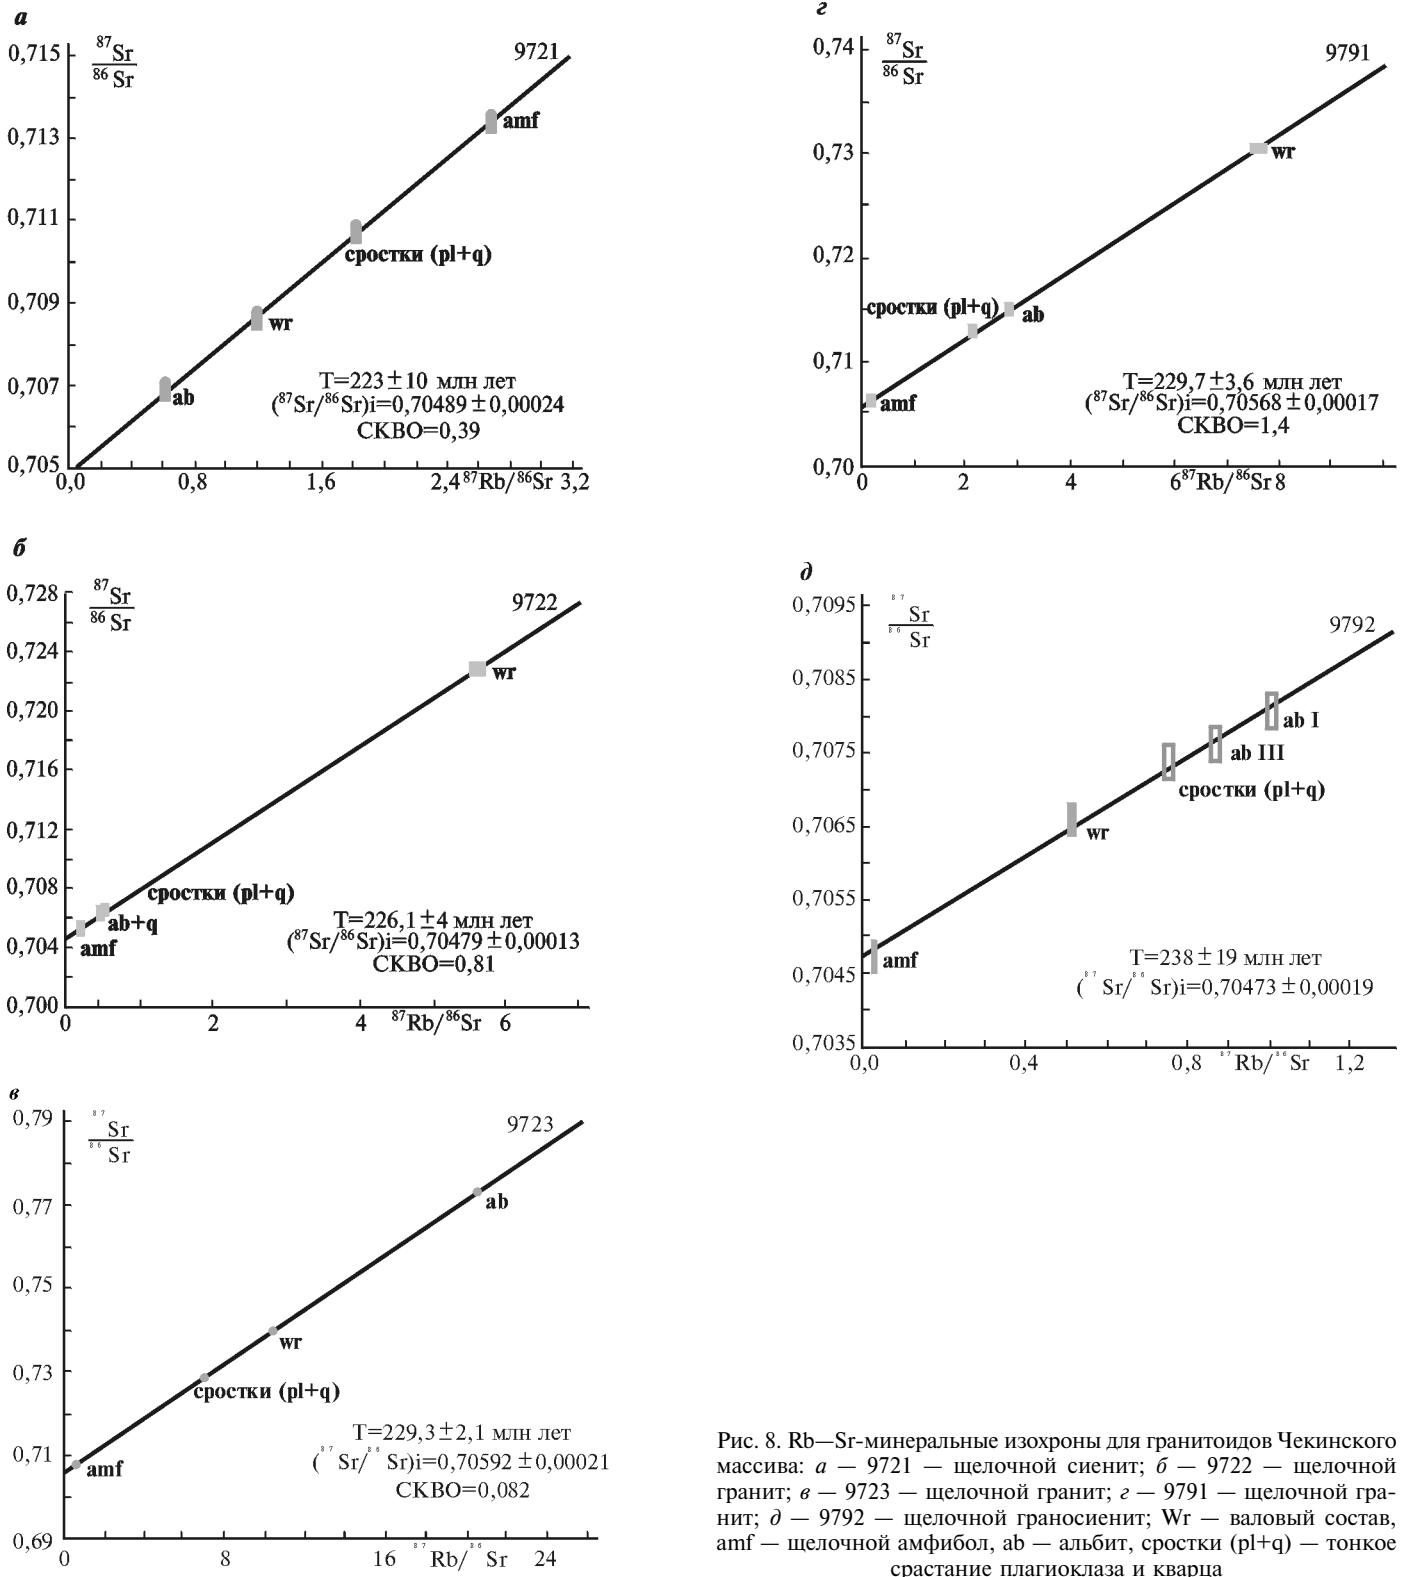 а
0,715
87
Sr
86
Sr
9721
0,713
amf
0,711
сростки (pl+q)
0,709
wr
0,707
ab
T=223±10 млн лет
(87Sr/86Sr)i=0,70489±0,00024
СКВО=0,39
0,705
0,0 0,8 1,6 2,4 87Rb/86Sr 3,2
б
0,728
87
Sr
86
Sr
9722
0,724
wr
0,720
0,716
0,712
0,708
сростки (pl+q)
ab+q
0,704
amf
T=226,1±4 млн лет
(87Sr/86Sr)i=0,70479±0,00013
СКВО=0,81
0,700
0 2 4 87Rb/86Sr 6
в
0,79
87
Sr
86
Sr
9723
0,77
ab
0,75
wr
0,73
сростки (pl+q)
0,71
amf
T=229,3±2,1 млн лет
(87Sr/86Sr)i=0,70592±0,00021
СКВО=0,082
0,69
0 8 16 87Rb/86Sr 24
г
0,74
87
Sr
86
Sr
9791
0,73
wr
0,72
сростки (pl+q)
ab
0,71
amf
T=229,7±3,6 млн лет
(87Sr/86Sr)i=0,70568±0,00017
СКВО=1,4
0,70
0 2 4 6 87Rb/86Sr 8
д
0,7095
87
Sr
86
Sr
9792
0,7085
ab I
0,7075
ab III
сростки (pl+q)
0,7065
wr
0,7055
0,7045
amf
T=238±19 млн лет
(87Sr/86Sr)i=0,70473±0,00019
0,7035
0,0 0,4 0,8 87Rb/86Sr 1,2
Рис. 8. Rb—Sr-минеральные изохроны для гранитоидов Чекинского
массива: а — 9721 — щелочной сиенит; б — 9722 — щелочной
гранит; в — 9723 — щелочной гранит; г — 9791 — щелочной гра-
нит; д — 9792 — щелочной граносиенит; Wr — валовый состав,
amf — щелочной амфибол, ab — альбит, сростки (pl+q) — тонкое
срастание плагиоклаза и кварца